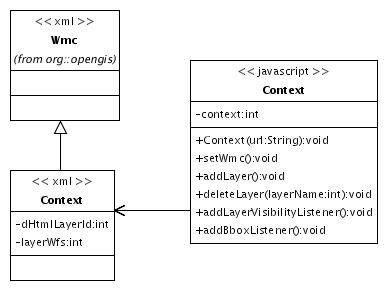 << xml >>
Wmc
(from org::opengis)
<< javascript >>
Context
-context:int
+Context(url:String):void
+setWmc():void
+addLayer():void
+deleteLayer(layerName:int):void
+addLayerVisibilityListener():void
+addBboxListener():void
<< xml >>
Context
-dHtmlLayerId:int
-layerWfs:int